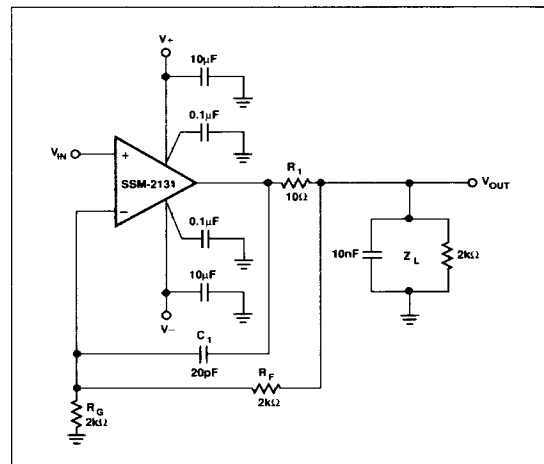 V+
10μF
0.1μF
VIN
+
SSM-2131
−
R1
10Ω
VOUT
0.1μF
10nF
ZL
2kΩ
10μF
V−
C1
20pF
RF
2kΩ
RG
2kΩ